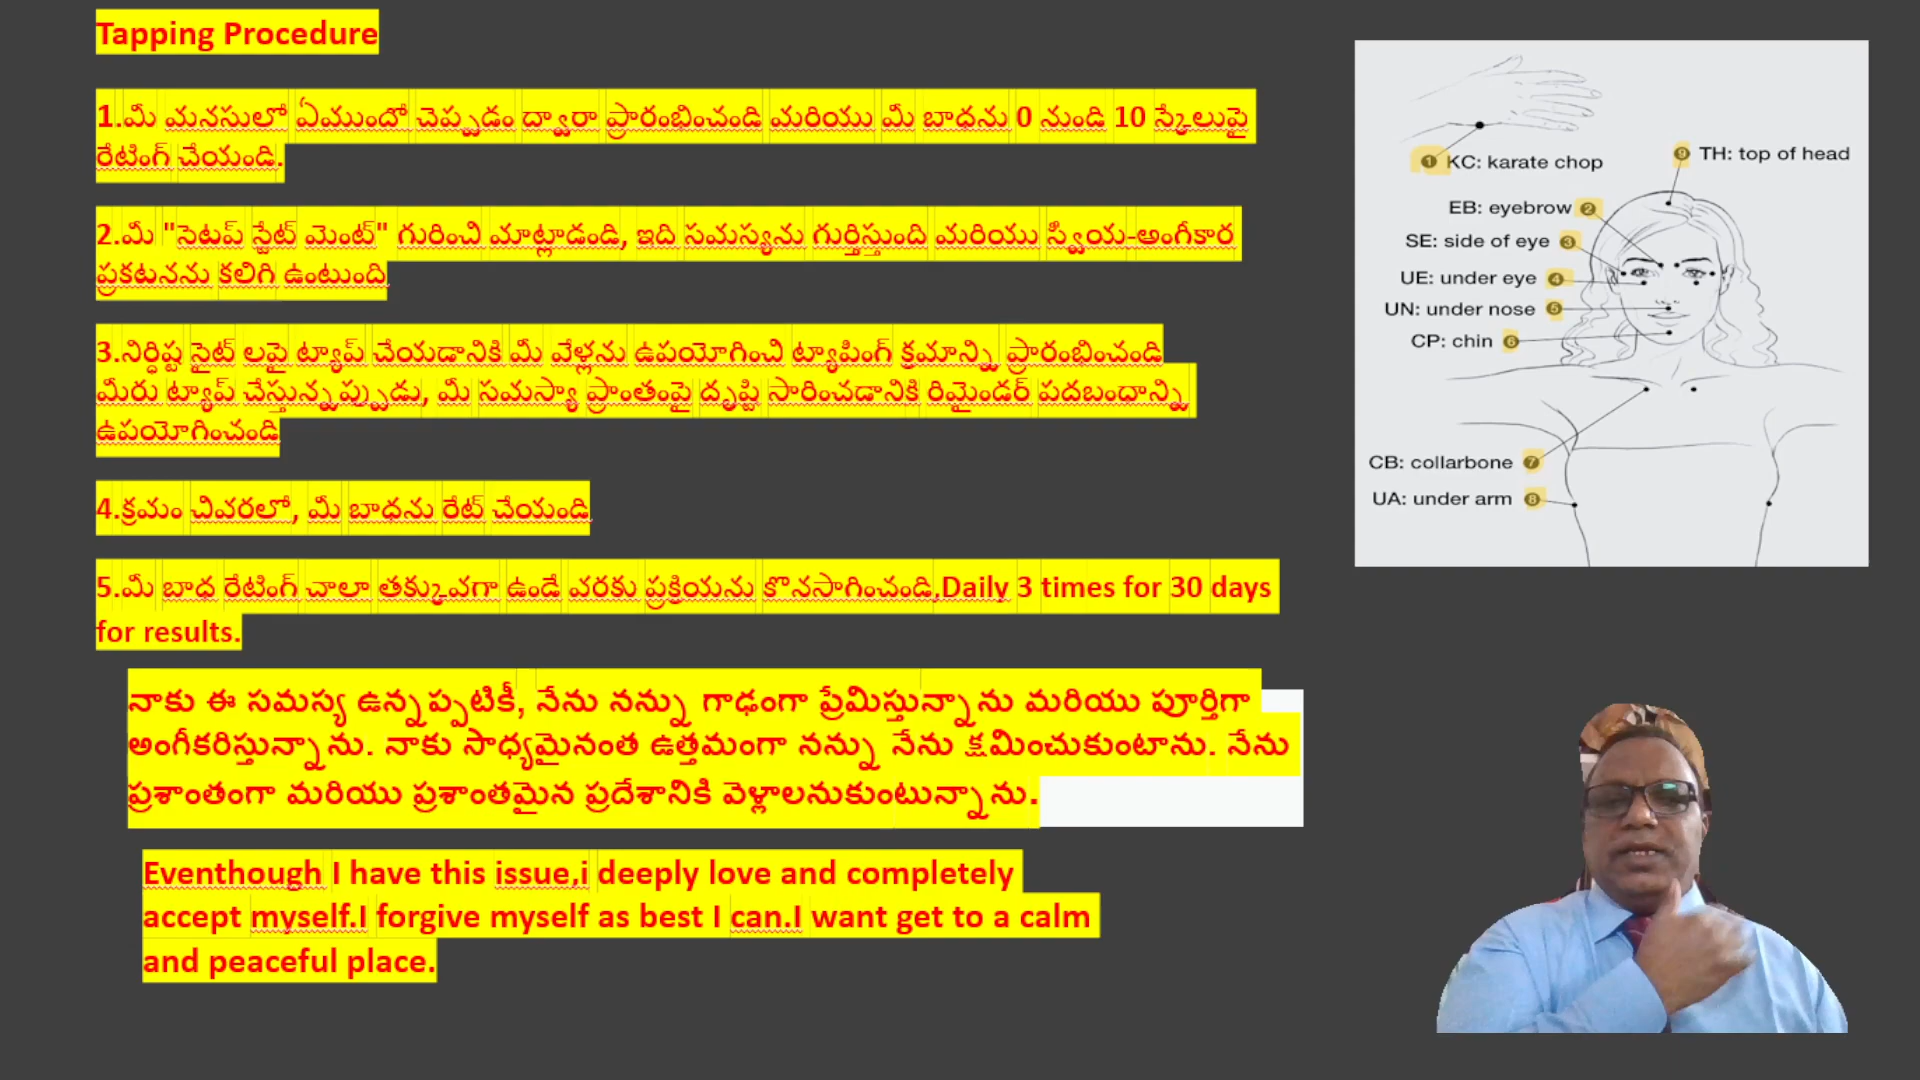 Tapping Procedure
1.మీ మనసులో ఏముందో చెప్పడం ద్వారా ప్రారంభించండి మరియు మీ బాధను 0 నుండి 10 స్కేలుపై
రేటింగ్ చేయండి.
2.మీ "సెటప్ స్టేట్ మెంట్" గురించి మాట్లాడండి, ఇది సమస్యను గుర్తిస్తుంది మరియు స్వీయ-అంగీకార
ప్రకటనను కలిగి ఉంటుంది
3.నిర్ధిష్ట సైట్ లపై ట్యాప్ చేయడానికి మీ వేళ్లను ఉపయోగించి ట్యాపింగ్ క్రమాన్ని ప్రారంభించండి
మీరు ట్యాప్ చేస్తున్నప్పుడు, మీ సమస్యా ప్రాంతంపై దృష్టి సారించడానికి రిమైండర్ పదబంధాన్ని
ఉపయోగించండి
4.క్రమం చివరలో, మీ బాధను రేట్ చేయండి
5.మీ బాధ రేటింగ్ చాలా తక్కువగా ఉండే వరకు ప్రక్రియను కొనసాగించండి,Daily 3 times for 30 days
for results.
నాకు ఈ సమస్య ఉన్నప్పటికీ, నేను నన్ను గాఢంగా ప్రేమిస్తున్నాను మరియు పూర్తిగా
అంగీకరిస్తున్నాను. నాకు సాధ్యమైనంత ఉత్తమంగా నన్ను నేను క్షమించుకుంటాను. నేను
ప్రశాంతంగా మరియు ప్రశాంతమైన ప్రదేశానికి వెళ్లాలనుకుంటున్నాను.
Eventhough I have this issue,i deeply love and completely
accept myself.I forgive myself as best I can.I want get to a calm
and peaceful place.
1 KC: karate chop
9 TH: top of head
EB: eyebrow 2
SE: side of eye 3
UE: under eye 4
UN: under nose 5
CP: chin 6
CB: collarbone 7
UA: under arm 8